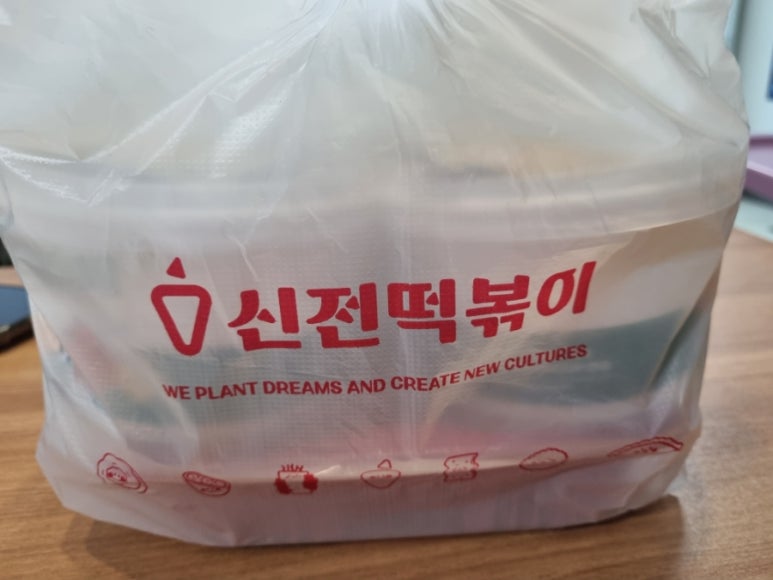 신전떡볶이
WE PLANT DREAMS AND CREATE NEW CULTURES